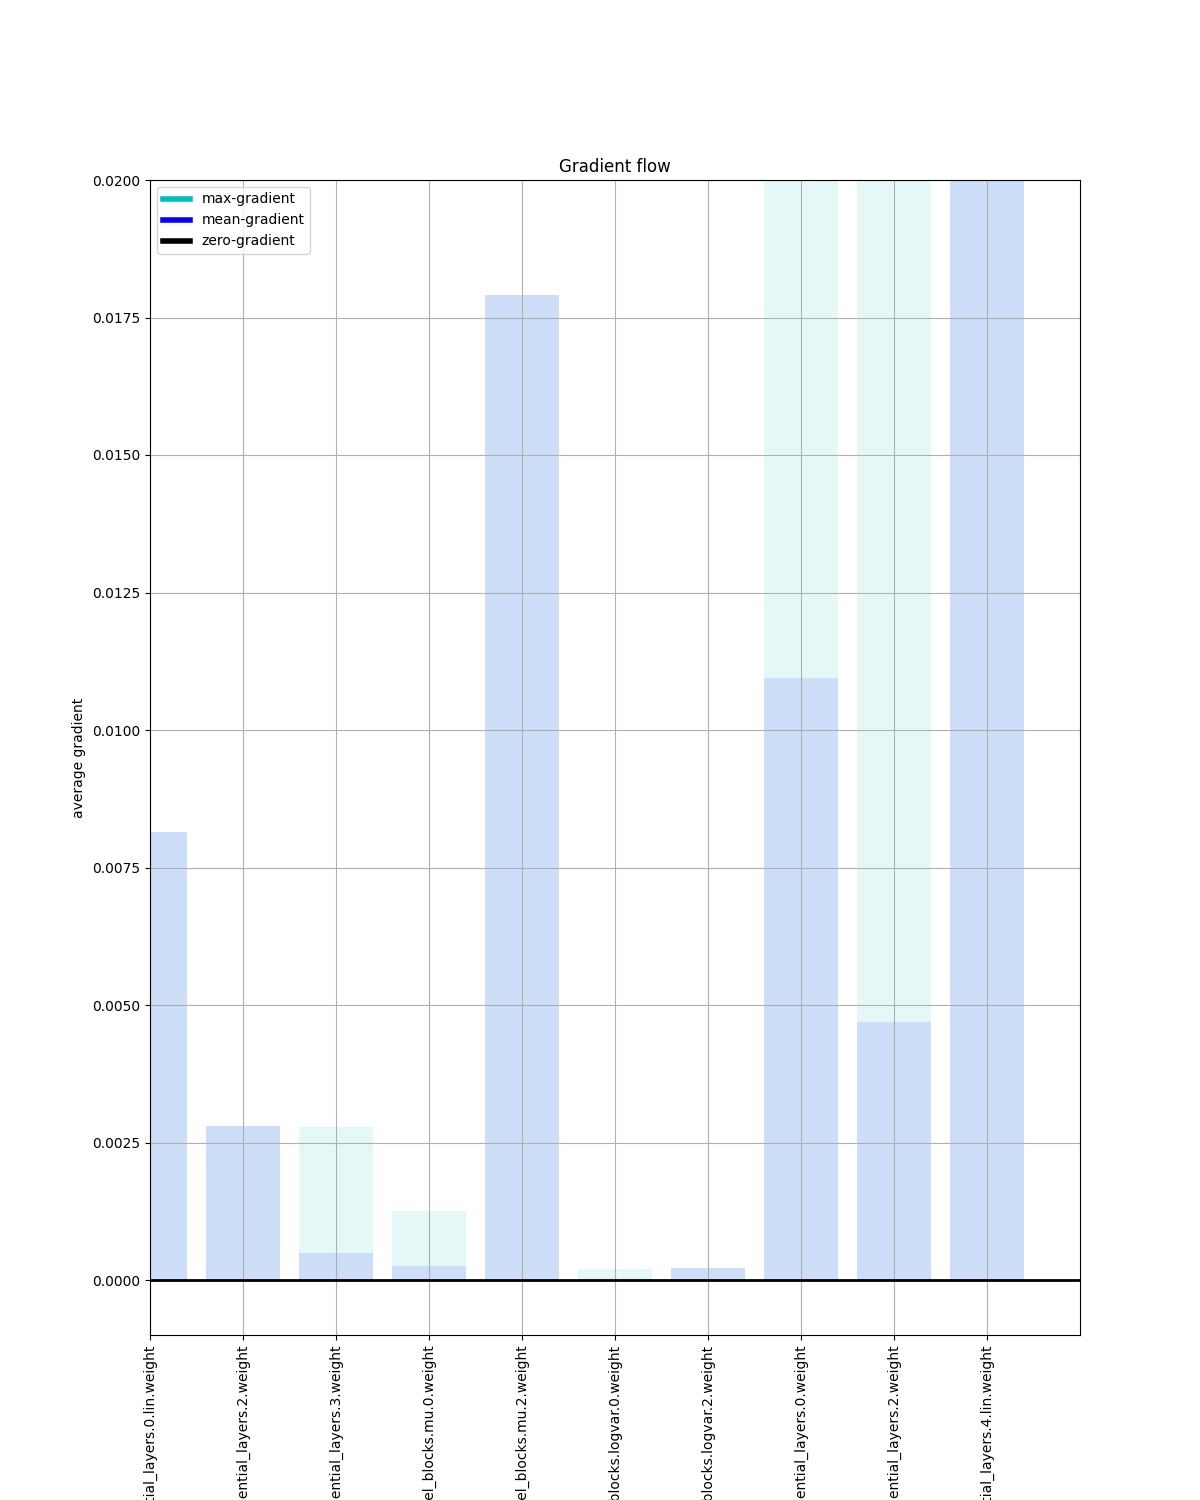 Gradient flow
max-gradient
mean-gradient
zero-gradient
0.0200
0.0175
0.0150
0.0125
0.0100
0.0075
0.0050
0.0025
0.0000
average gradient
tial_layers.0.lin.weight
ential_layers.2.weight
ential_layers.3.weight
el_blocks.mu.0.weight
el_blocks.mu.2.weight
blocks.logvar.0.weight
blocks.logvar.2.weight
ential_layers.0.weight
ential_layers.2.weight
tial_layers.4.lin.weight